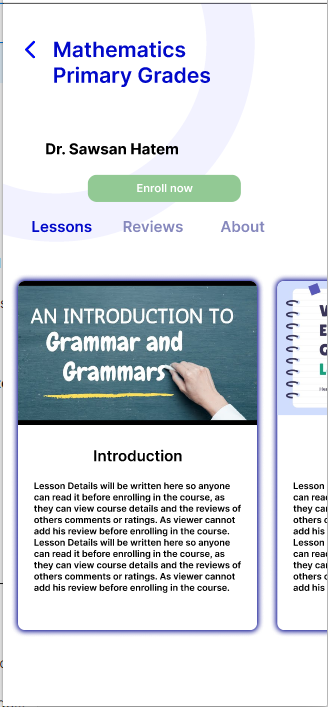 Mathematics
Primary Grades
Dr. Sawsan Hatem
Enroll now
Lessons
Reviews
About
AN INTRODUCTION TO
Grammar and
Grammars
Introduction
Lesson Details will be written here so anyone
can read it before enrolling in the course, as
they can view course details and the reviews of
others comments or ratings. As viewer cannot
add his review before enrolling in the course.
Lesson Details will be written here so anyone
can read it before enrolling in the course, as
they can view course details and the reviews of
others comments or ratings. As viewer cannot
add his review before enrolling in the course.
Lesson
can rea
they ca
others
add his
Lesson
can rea
they ca
others
add his